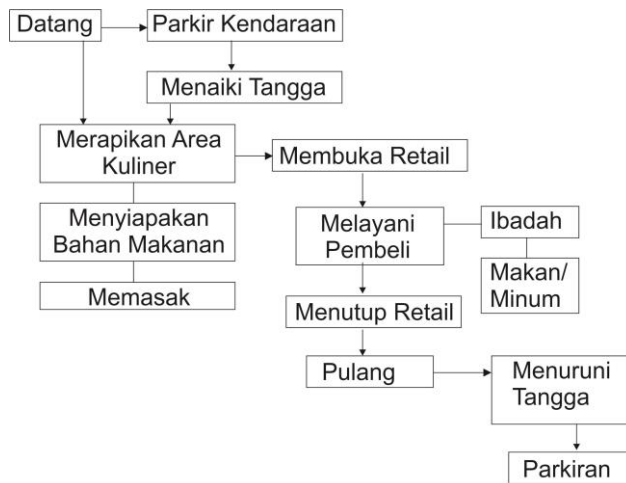 Datang
Parkir Kendaraan
Menaiki Tangga
Merapikan Area
Kuliner
Membuka Retail
Menyiapakan
Bahan Makanan
Melayani
Pembeli
Ibadah
Makan/
Minum
Memasak
Menutup Retail
Pulang
Menuruni
Tangga
Parkiran